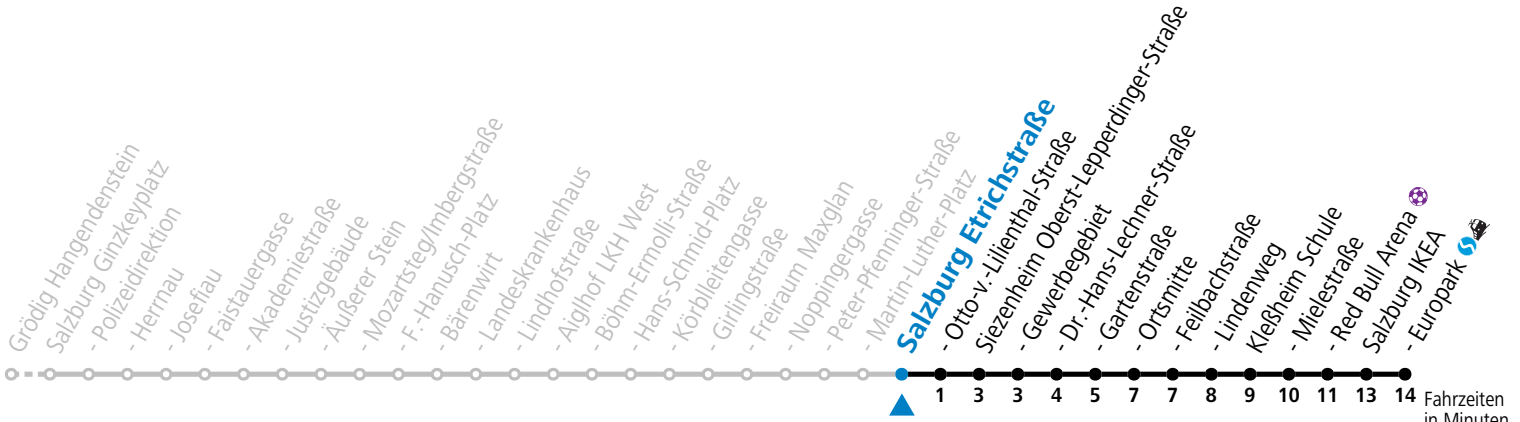 Grödig Hangendenstein
Salzburg Ginzkeyplatz
- Polizeidirektion
- Herrnau
- Josefiau
- Faistauergasse
- Akademiestraße
Justizgebäude
- Äußerer Stein
- Mozartsteg/Imbergstraße
- F.-Hanusch-Platz
- Bärenwirt
- Landeskrankenhaus
- Lindhofstraße
- Aiglhof LKH West
- Böhm-Ermolli-Straße
- Hans-Schmid-Platz
- Körblleitengasse
- Girlingstraße
- Freiraum Maxglan
- Noppingergasse
- Peter-Pfenninger-Straße
- Martin-Luther-Platz
Salzburg Etrichstraße
- Otto-v.-Lilienthal-Straße
Siezenheim Oberst-Lepperdinger-Straße
- Gewerbegebiet
- Dr.-Hans-Lechner-Straße
- Gartenstraße
- Ortsmitte
- Feilbachstraße
- Lindenweg
Kleßheim Schule
- Mielestraße
- Red Bull Arena
Salzburg IKEA
- Europark
1 3 3 4 5 7 7 8 9 10 11 13 14 Fahrzeiten
in Minuten